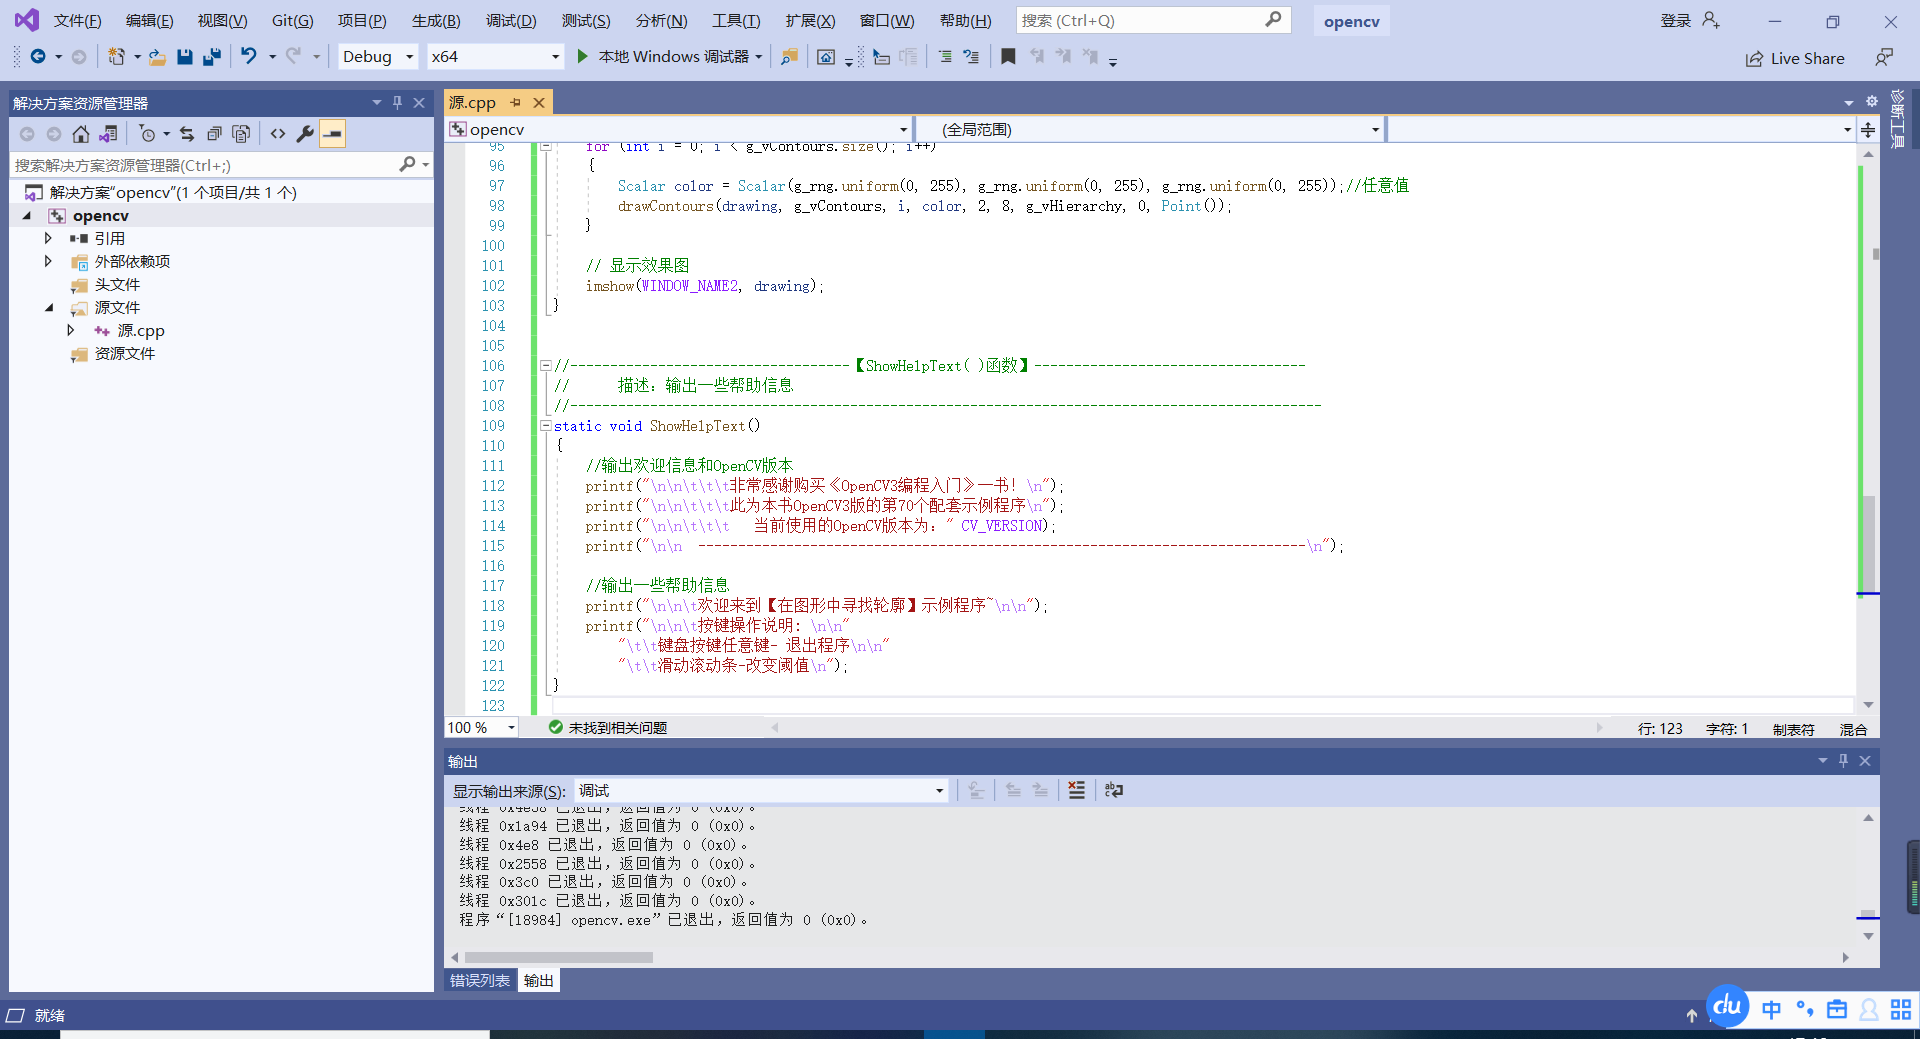 文件(F) 编辑(E) 视图(V) Git(G) 项目(P) 生成(B) 调试(D) 测试(S) 分析(N) 工具(T) 扩展(X) 窗口(W) 帮助(H) 搜索 (Ctrl+Q) opencv 登录
Debug x64 本地 Windows 调试器 Live Share
解决方案资源管理器
搜索解决方案资源管理器(Ctrl+;)
解决方案"opencv"(1 个项目/共 1 个)
opencv
引用
外部依赖项
头文件
源文件
源.cpp
资源文件
源.cpp
opencv (全局范围)
95 for (int i = 0; i < g_vContours.size(); i++)
96 {
97 Scalar color = Scalar(g_rng.uniform(0, 255), g_rng.uniform(0, 255), g_rng.uniform(0, 255));//任意值
98 drawContours(drawing, g_vContours, i, color, 2, 8, g_vHierarchy, 0, Point());
99 }
100
101 // 显示效果图
102 imshow(WINDOW_NAME2, drawing);
103 }
104
105
106 //-----------------------------------【ShowHelpText( )函数】----------------------------------
107 // 描述：输出一些帮助信息
108 //----------------------------------------------------------------------------------------------
109 static void ShowHelpText()
110 {
111 //输出欢迎信息和OpenCV版本
112 printf("\n\n\t\t\t非常感谢购买《OpenCV3编程入门》一书！\n");
113 printf("\n\n\t\t\t此为本书OpenCV3版的第70个配套示例程序\n");
114 printf("\n\n\t\t\t   当前使用的OpenCV版本为：" CV_VERSION);
115 printf("\n\n  ----------------------------------------------------------------------------\n");
116
117 //输出一些帮助信息
118 printf("\n\n\t欢迎来到【在图形中寻找轮廓】示例程序~\n\n");
119 printf("\n\n\t按键操作说明: \n\n"
120 "\t\t键盘按键任意键- 退出程序\n\n"
121 "\t\t滑动滚动条-改变阈值\n");
122 }
123
100 % 未找到相关问题 行: 123 字符: 1 制表符 混合
诊断工具
输出
显示输出来源(S): 调试
线程 0x4e38 已退出，返回值为 0 (0x0)。
线程 0x1a94 已退出，返回值为 0 (0x0)。
线程 0x4e8 已退出，返回值为 0 (0x0)。
线程 0x2558 已退出，返回值为 0 (0x0)。
线程 0x3c0 已退出，返回值为 0 (0x0)。
线程 0x301c 已退出，返回值为 0 (0x0)。
程序“[18984] opencv.exe”已退出，返回值为 0 (0x0)。
错误列表 输出
就绪
du 中